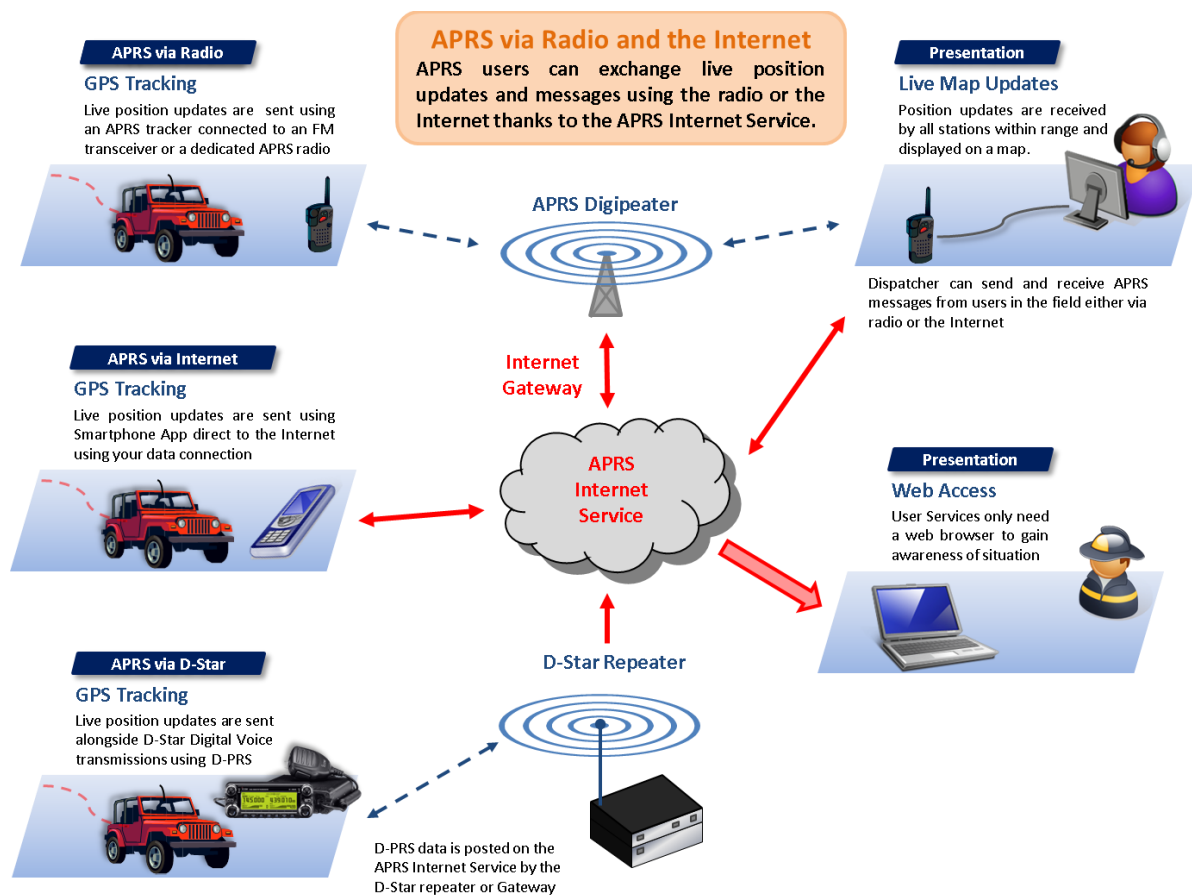 APRS via Radio and the Internet
APRS users can exchange live position
updates and messages using the radio or the
Internet thanks to the APRS Internet Service.
APRS via Radio
GPS Tracking
Live position updates are sent using
an APRS tracker connected to an FM
transceiver or a dedicated APRS radio
Presentation
Live Map Updates
Position updates are received
by all stations within range and
displayed on a map.
APRS Digipeater
Dispatcher can send and receive APRS
messages from users in the field either via
radio or the Internet
Internet
Gateway
APRS via Internet
GPS Tracking
Live position updates are sent using
Smartphone App direct to the Internet
using your data connection
APRS
Internet
Service
Presentation
Web Access
User Services only need
a web browser to gain
awareness of situation
APRS via D-Star
GPS Tracking
Live position updates are sent
alongside D-Star Digital Voice
transmissions using D-PRS
D-Star Repeater
D-PRS data is posted on the
APRS Internet Service by the
D-Star repeater or Gateway